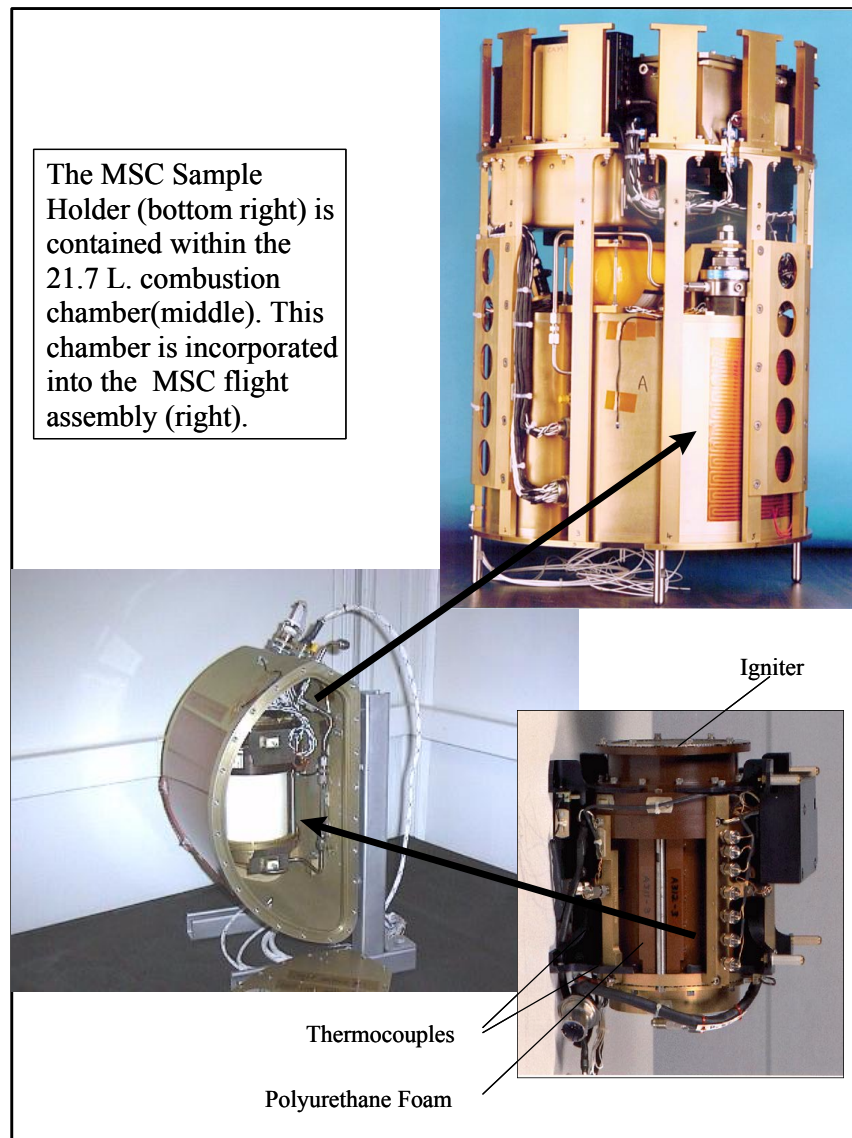 The MSC Sample
Holder (bottom right) is
contained within the
21.7 L. combustion
chamber(middle). This
chamber is incorporated
into the  MSC flight
assembly (right).
A
Igniter
Thermocouples
Polyurethane Foam